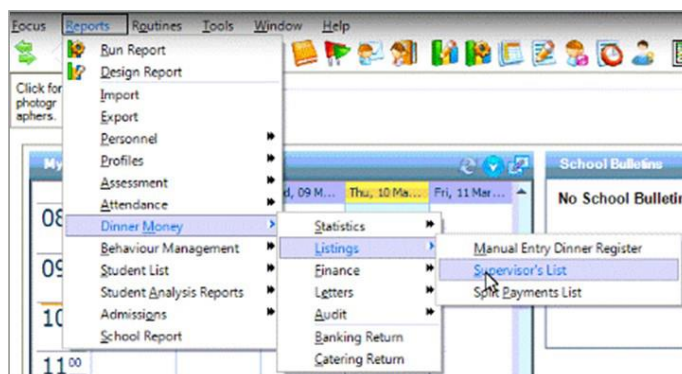 Focus Reports Routines Tools Window Help
Run Report
Design Report
Import
Export
Personnel
Profiles
Assessment
Attendance
Dinner Money
Behaviour Management
Student List
Student Analysis Reports
Admissions
School Report
Click for
photogr
aphers.
My
d, 09 M... Thu, 10 Ma... Fri, 11 Mar...
08
09
10
11 00
Statistics
Listings
Finance
Letters
Audit
Banking Return
Catering Return
Manual Entry Dinner Register
Supervisor's List
Split Payments List
School Bulletins
No School Bulletin